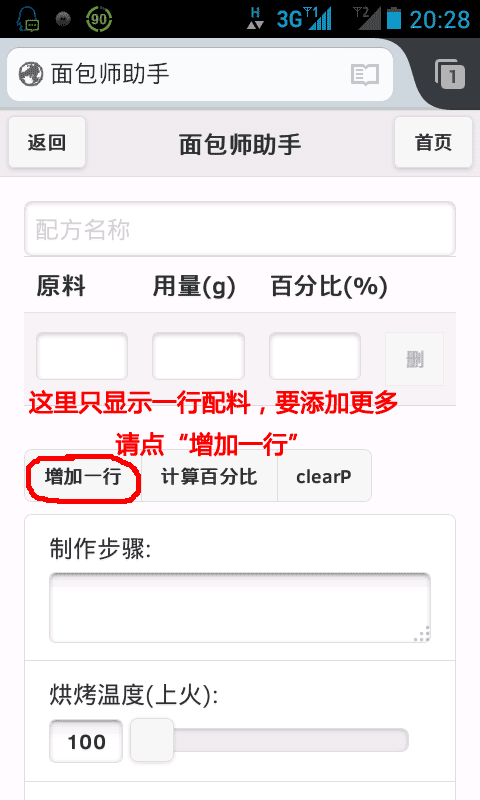 90 H 3G 1 2 20:28
面包师助手 1
返回 面包师助手 首页
配方名称
原料 用量(g) 百分比(%)
删
这里只显示一行配料，要添加更多
请点“增加一行”
增加一行 计算百分比 clearP
制作步骤:
烘烤温度(上火):
100